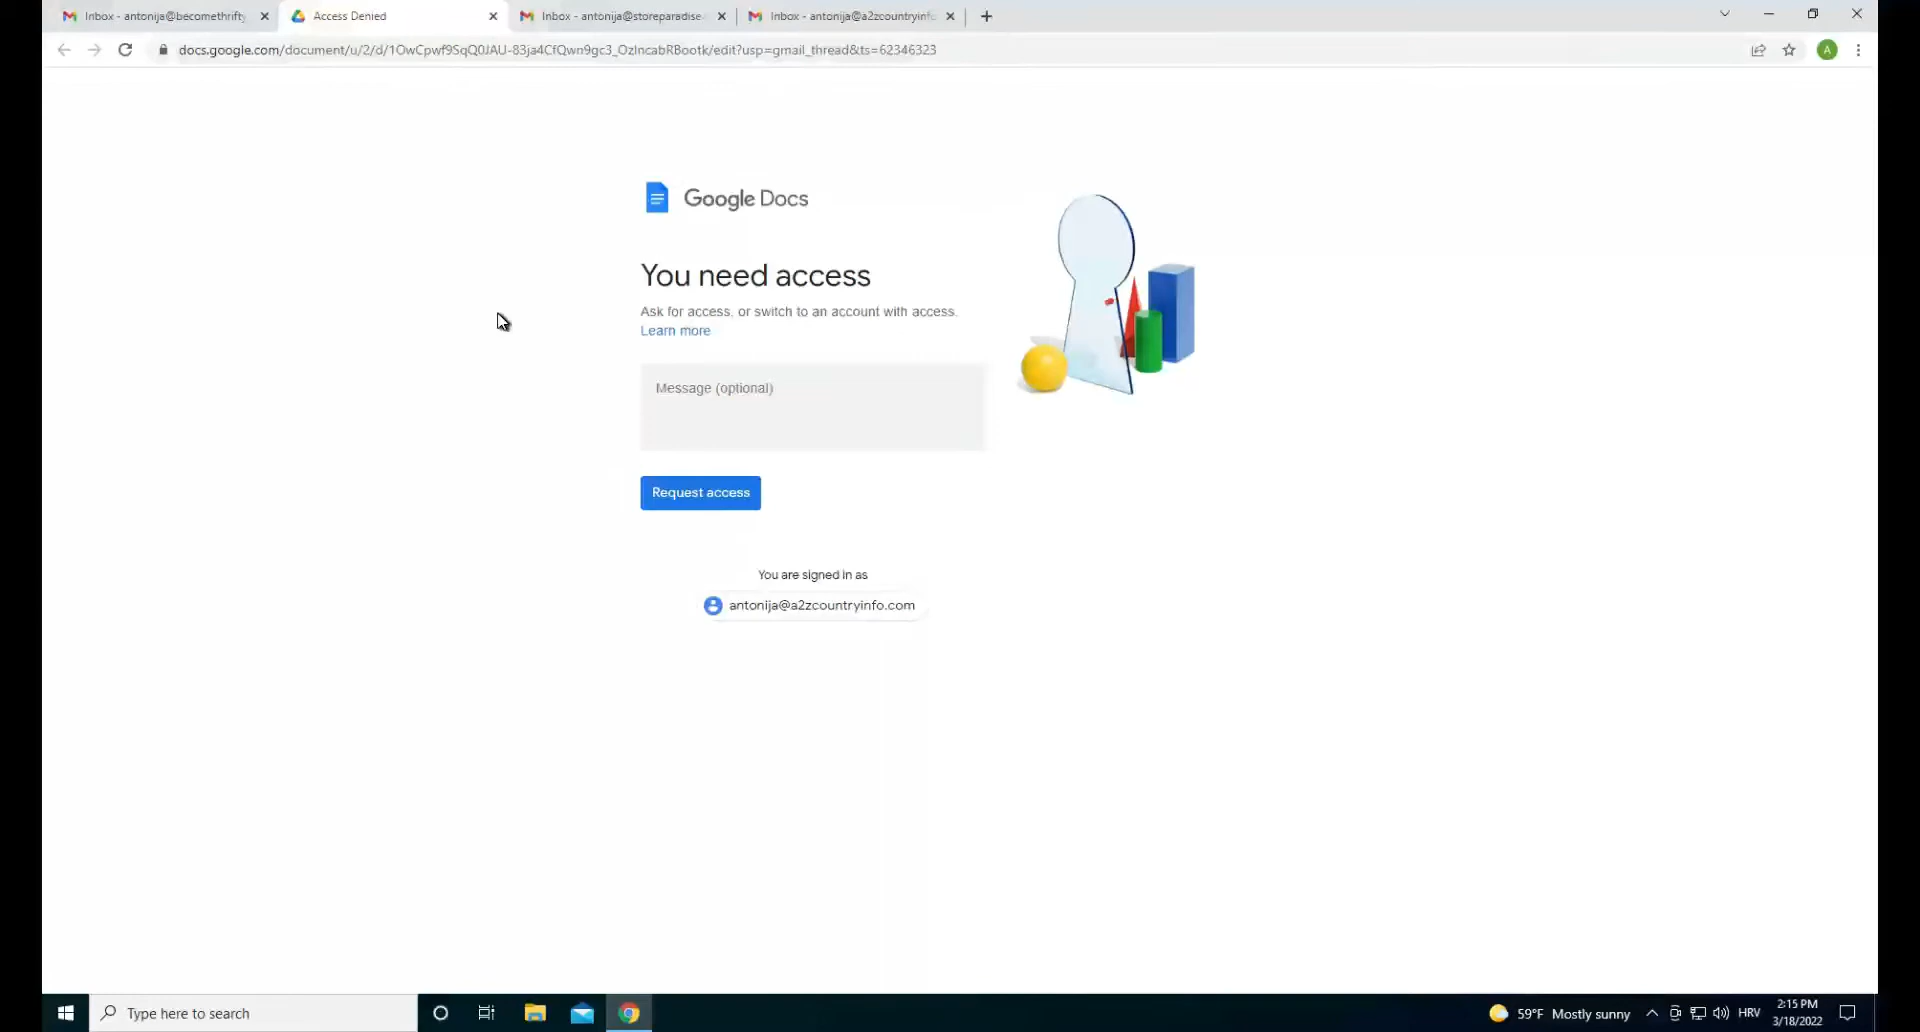 Inbox - antonija@becomethrifty
Access Denied
Inbox - antonija@storeparadise.
Inbox - antonija@a2zcountryinfo
docs.google.com/document/u/2/d/1OwCpwf9SqQ0JAU-83ja4CfQwn9gc3_OzIncabRBootk/edit?usp=gmail_thread&ts=62346323
A
Google Docs
You need access
Ask for access, or switch to an account with access.
Learn more
Message (optional)
Request access
You are signed in as
antonija@a2zcountryinfo.com
Type here to search
59°F Mostly sunny
HRV
2:15 PM
3/18/2022